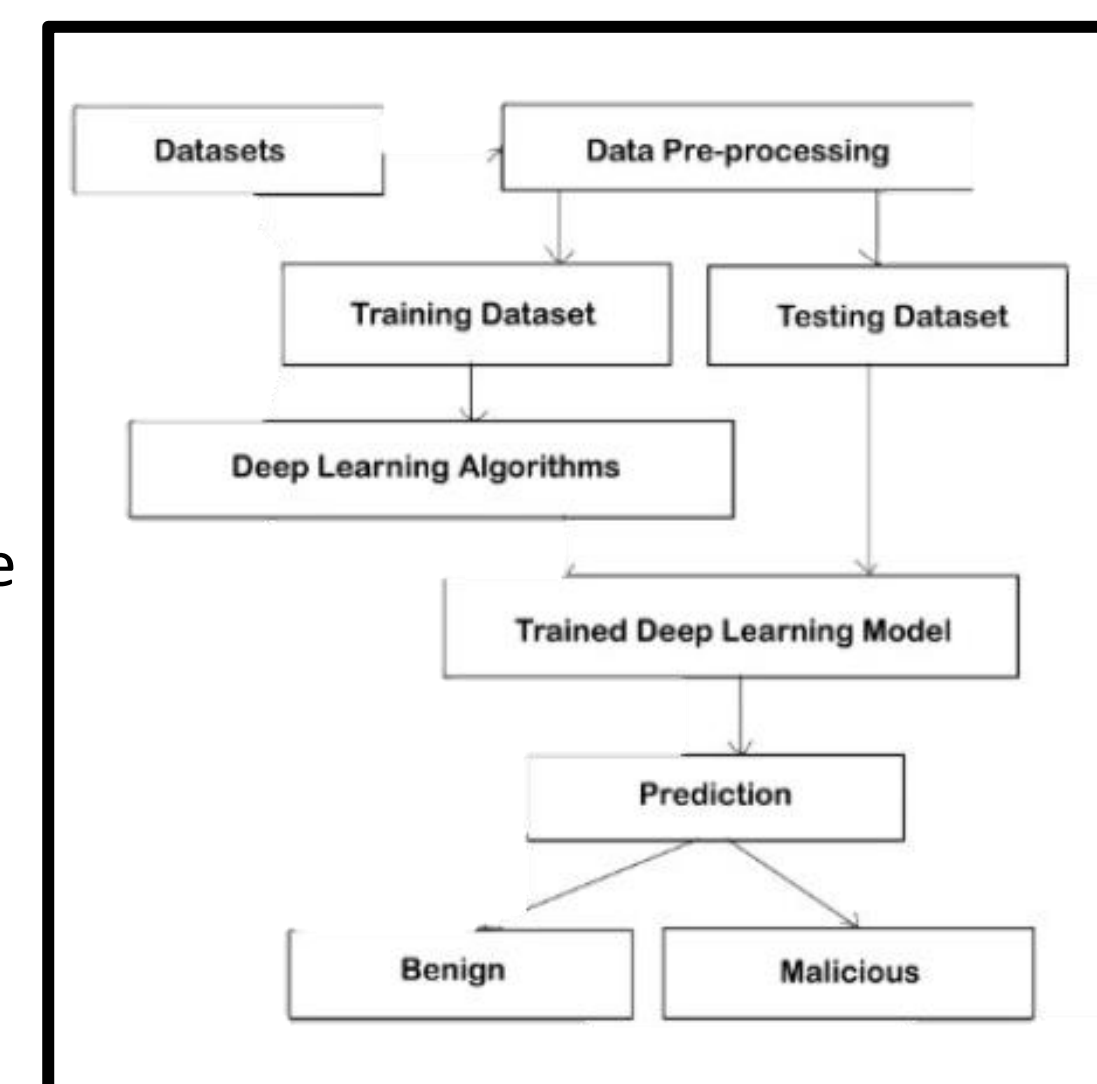 Datasets
Data Pre-processing
Training Dataset
Testing Dataset
Deep Learning Algorithms
e
Trained Deep Learning Model
Prediction
Benign
Malicious